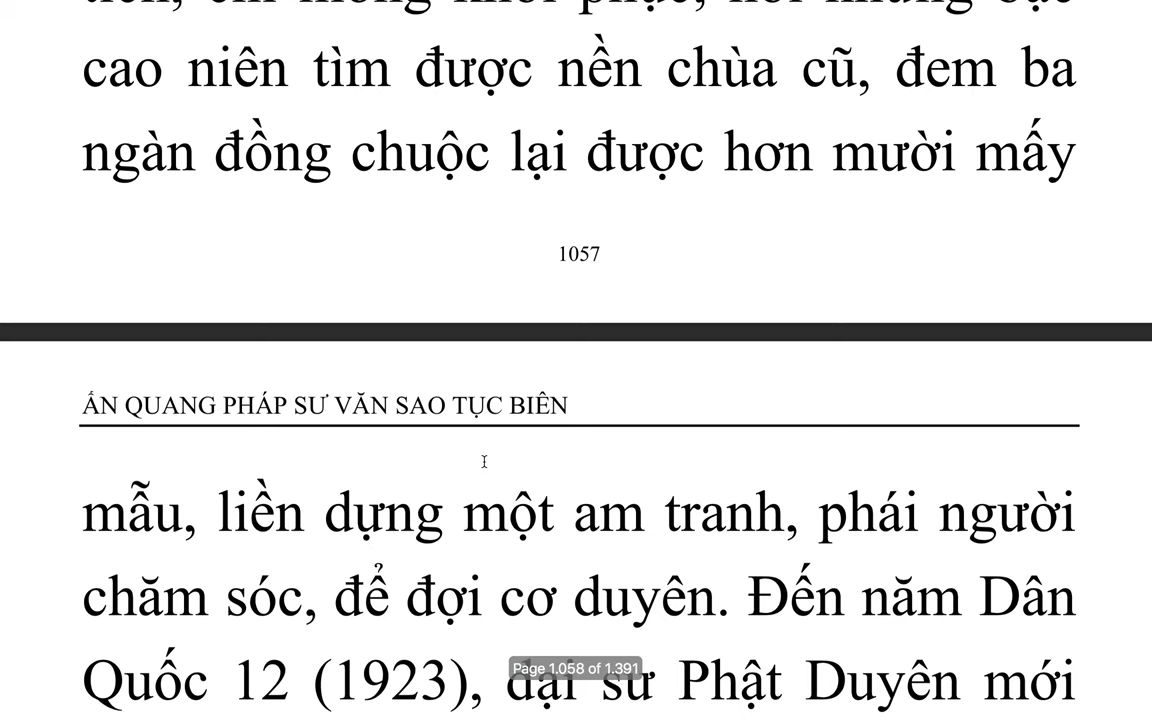 cao niên tìm được nền chùa cũ, đem ba
ngàn đồng chuộc lại được hơn mười mấy
1057
ẤN QUANG PHÁP SƯ VĂN SAO TỤC BIÊN
mẫu, liền dựng một am tranh, phái người
chăm sóc, để đợi cơ duyên. Đến năm Dân
Quốc 12 (1923), đại sư Phật Duyên mới
Page 1.058 of 1.391